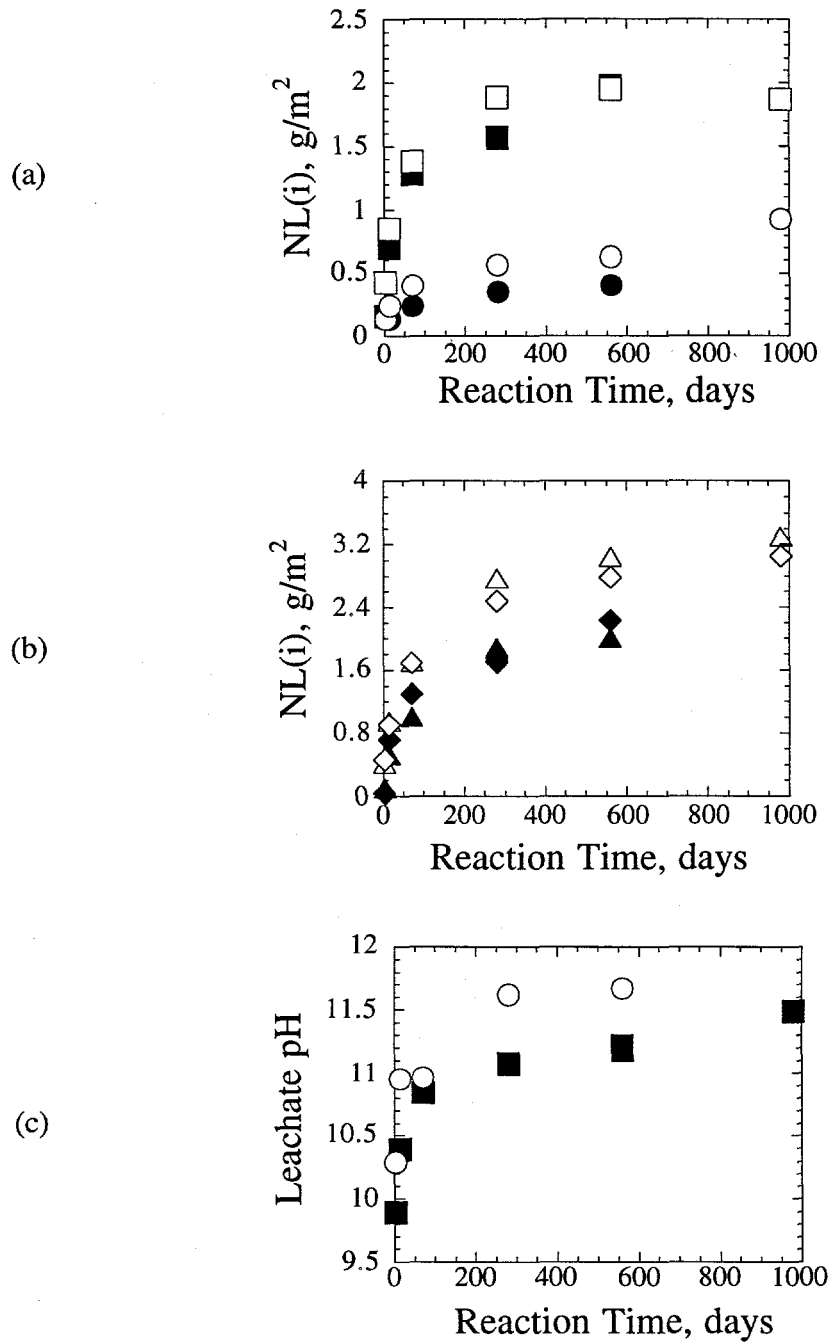 (a)
NL(i), g/m²
2.5
2
1.5
1
0.5
0
0 200 400 600 800 1000
Reaction Time, days
(b)
NL(i), g/m²
4
3.2
2.4
1.6
0.8
0
0 200 400 600 800 1000
Reaction Time, days
(c)
Leachate pH
12
11.5
11
10.5
10
9.5
0 200 400 600 800 1000
Reaction Time, days